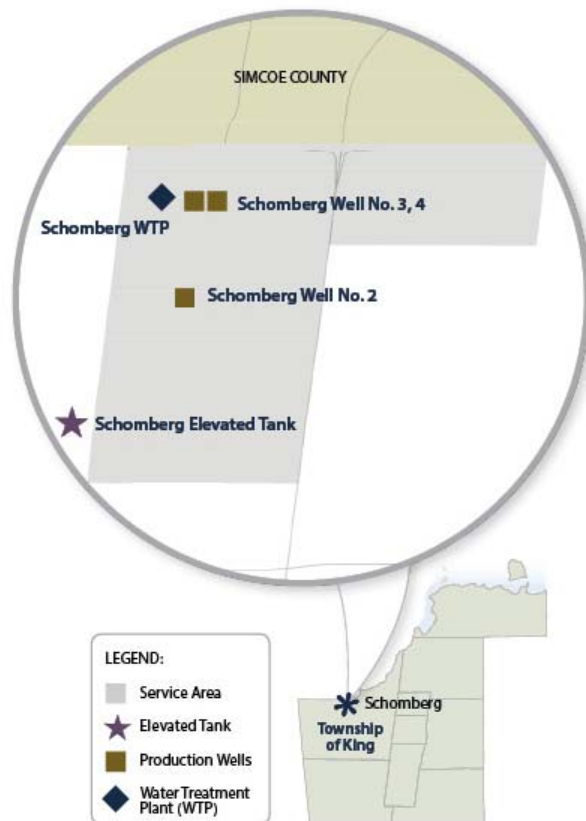 SIMCOE COUNTY
Schomberg Well No. 3, 4
Schomberg WTP
Schomberg Well No. 2
Schomberg Elevated Tank
LEGEND:
Service Area
Elevated Tank
Production Wells
Water Treatment
Plant (WTP)
Schomberg
Township
of King